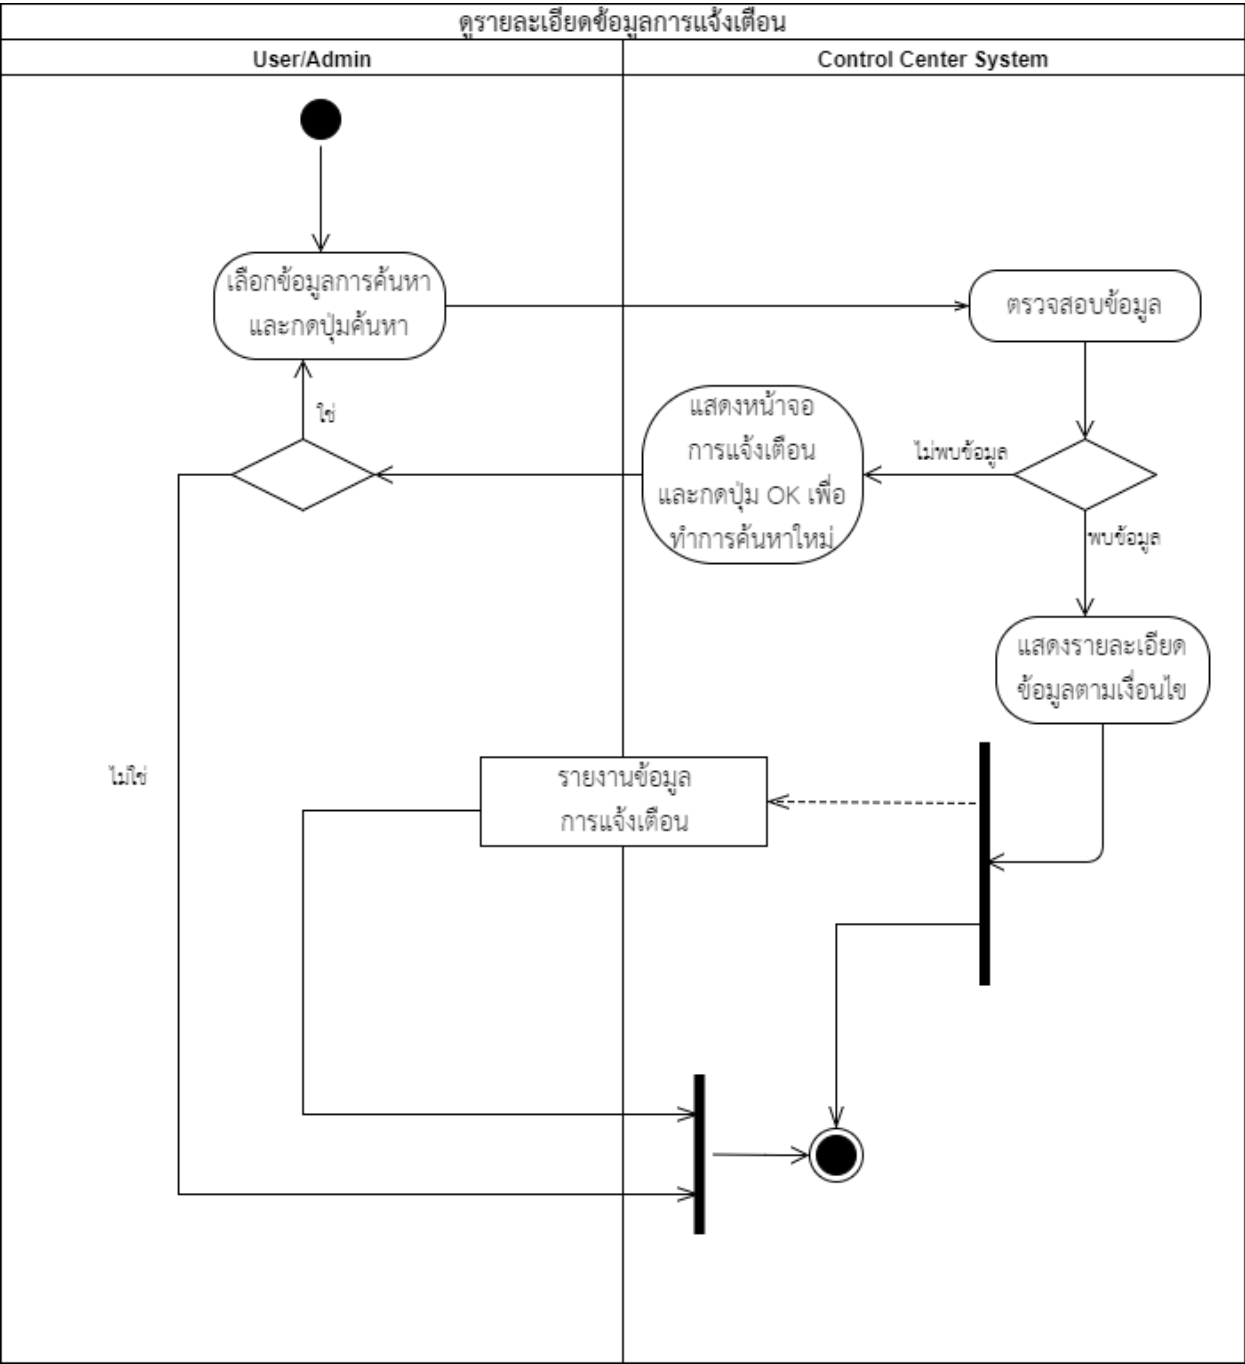 ดูรายละเอียดข้อมูลการแจ้งเตือน
User/Admin
Control Center System
เลือกข้อมูลการค้นหา
และกดปุ่มค้นหา
ตรวจสอบข้อมูล
ใช่
แสดงหน้าจอ
การแจ้งเตือน
และกดปุ่ม OK เพื่อ
ทำการค้นหาใหม่
ไม่พบข้อมูล
พบข้อมูล
แสดงรายละเอียด
ข้อมูลตามเงื่อนไข
ไม่ใช่
รายงานข้อมูล
การแจ้งเตือน